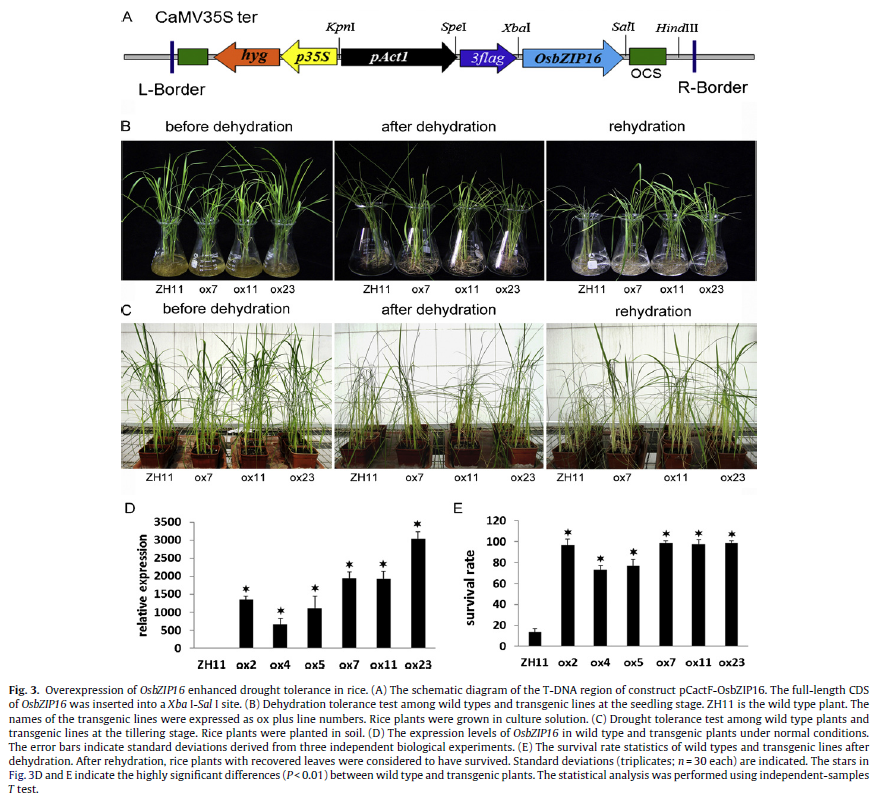 A CaMV35S ter
KpnI SpeI XbaI SalI HindIII
hyg p35S pAct1 3flag OsbZIP16
OCS
L-Border R-Border
B before dehydration after dehydration rehydration
ZH11 ox7 ox11 ox23 ZH11 ox7 ox11 ox23 ZH11 ox7 ox11 ox23
C before dehydration after dehydration rehydration
ZH11 ox7 ox11 ox23 ZH11 ox7 ox11 ox23 ZH11 ox7 ox11 ox23
D
relative expression
3500
3000
2500
2000
1500
1000
500
0
ZH11 ox2 ox4 ox5 ox7 ox11 ox23
E
survival rate
120
100
80
60
40
20
0
ZH11 ox2 ox4 ox5 ox7 ox11 ox23
Fig. 3. Overexpression of OsbZIP16 enhanced drought tolerance in rice. (A) The schematic diagram of the T-DNA region of construct pCactF-OsbZIP16. The full-length CDS
of OsbZIP16 was inserted into a Xba I-Sal I site. (B) Dehydration tolerance test among wild types and transgenic lines at the seedling stage. ZH11 is the wild type plant. The
names of the transgenic lines were expressed as ox plus line numbers. Rice plants were grown in culture solution. (C) Drought tolerance test among wild type plants and
transgenic lines at the tillering stage. Rice plants were planted in soil. (D) The expression levels of OsbZIP16 in wild type and transgenic plants under normal conditions.
The error bars indicate standard deviations derived from three independent biological experiments. (E) The survival rate statistics of wild types and transgenic lines after
dehydration. After rehydration, rice plants with recovered leaves were considered to have survived. Standard deviations (triplicates; n = 30 each) are indicated. The stars in
Fig. 3D and E indicate the highly significant differences (P < 0.01) between wild type and transgenic plants. The statistical analysis was performed using independent-samples
T test.